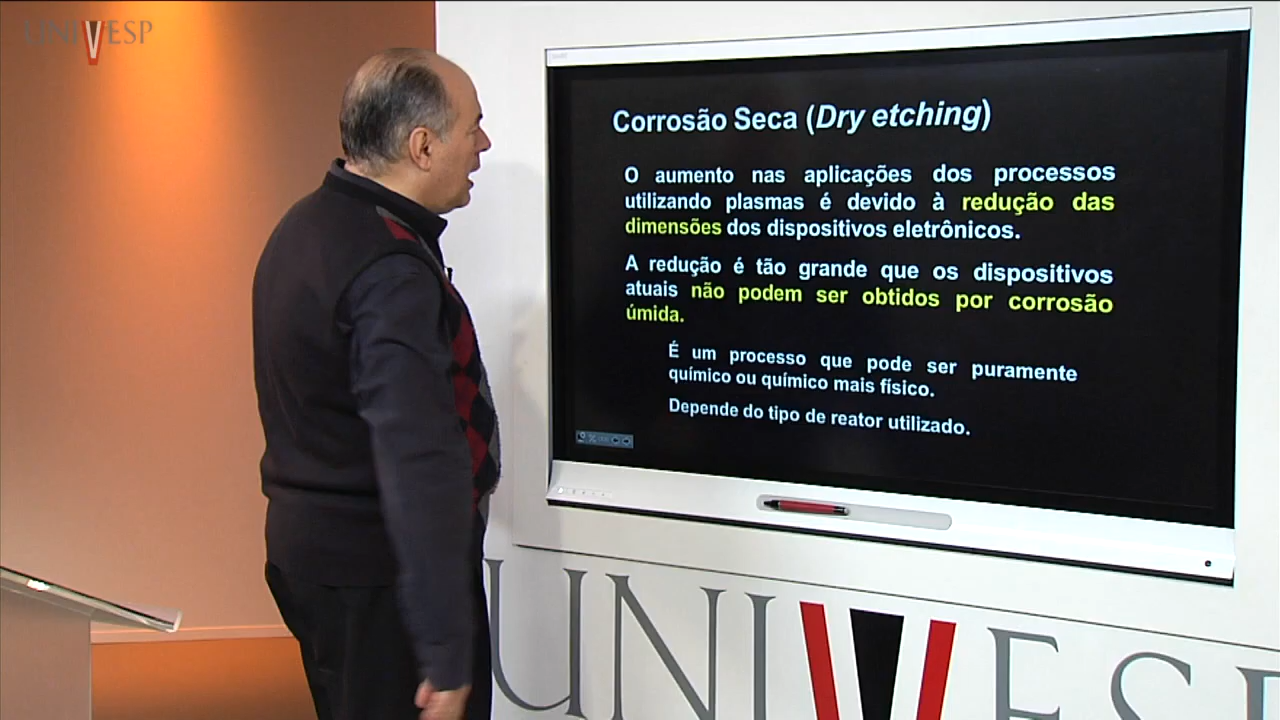 UNIVESP
Corrosão Seca (Dry etching)
O aumento nas aplicações dos processos
utilizando plasmas é devido à redução das
dimensões dos dispositivos eletrônicos.
A redução é tão grande que os dispositivos
atuais não podem ser obtidos por corrosão
úmida.
É um processo que pode ser puramente
químico ou químico mais físico.
Depende do tipo de reator utilizado.
UNIVESP